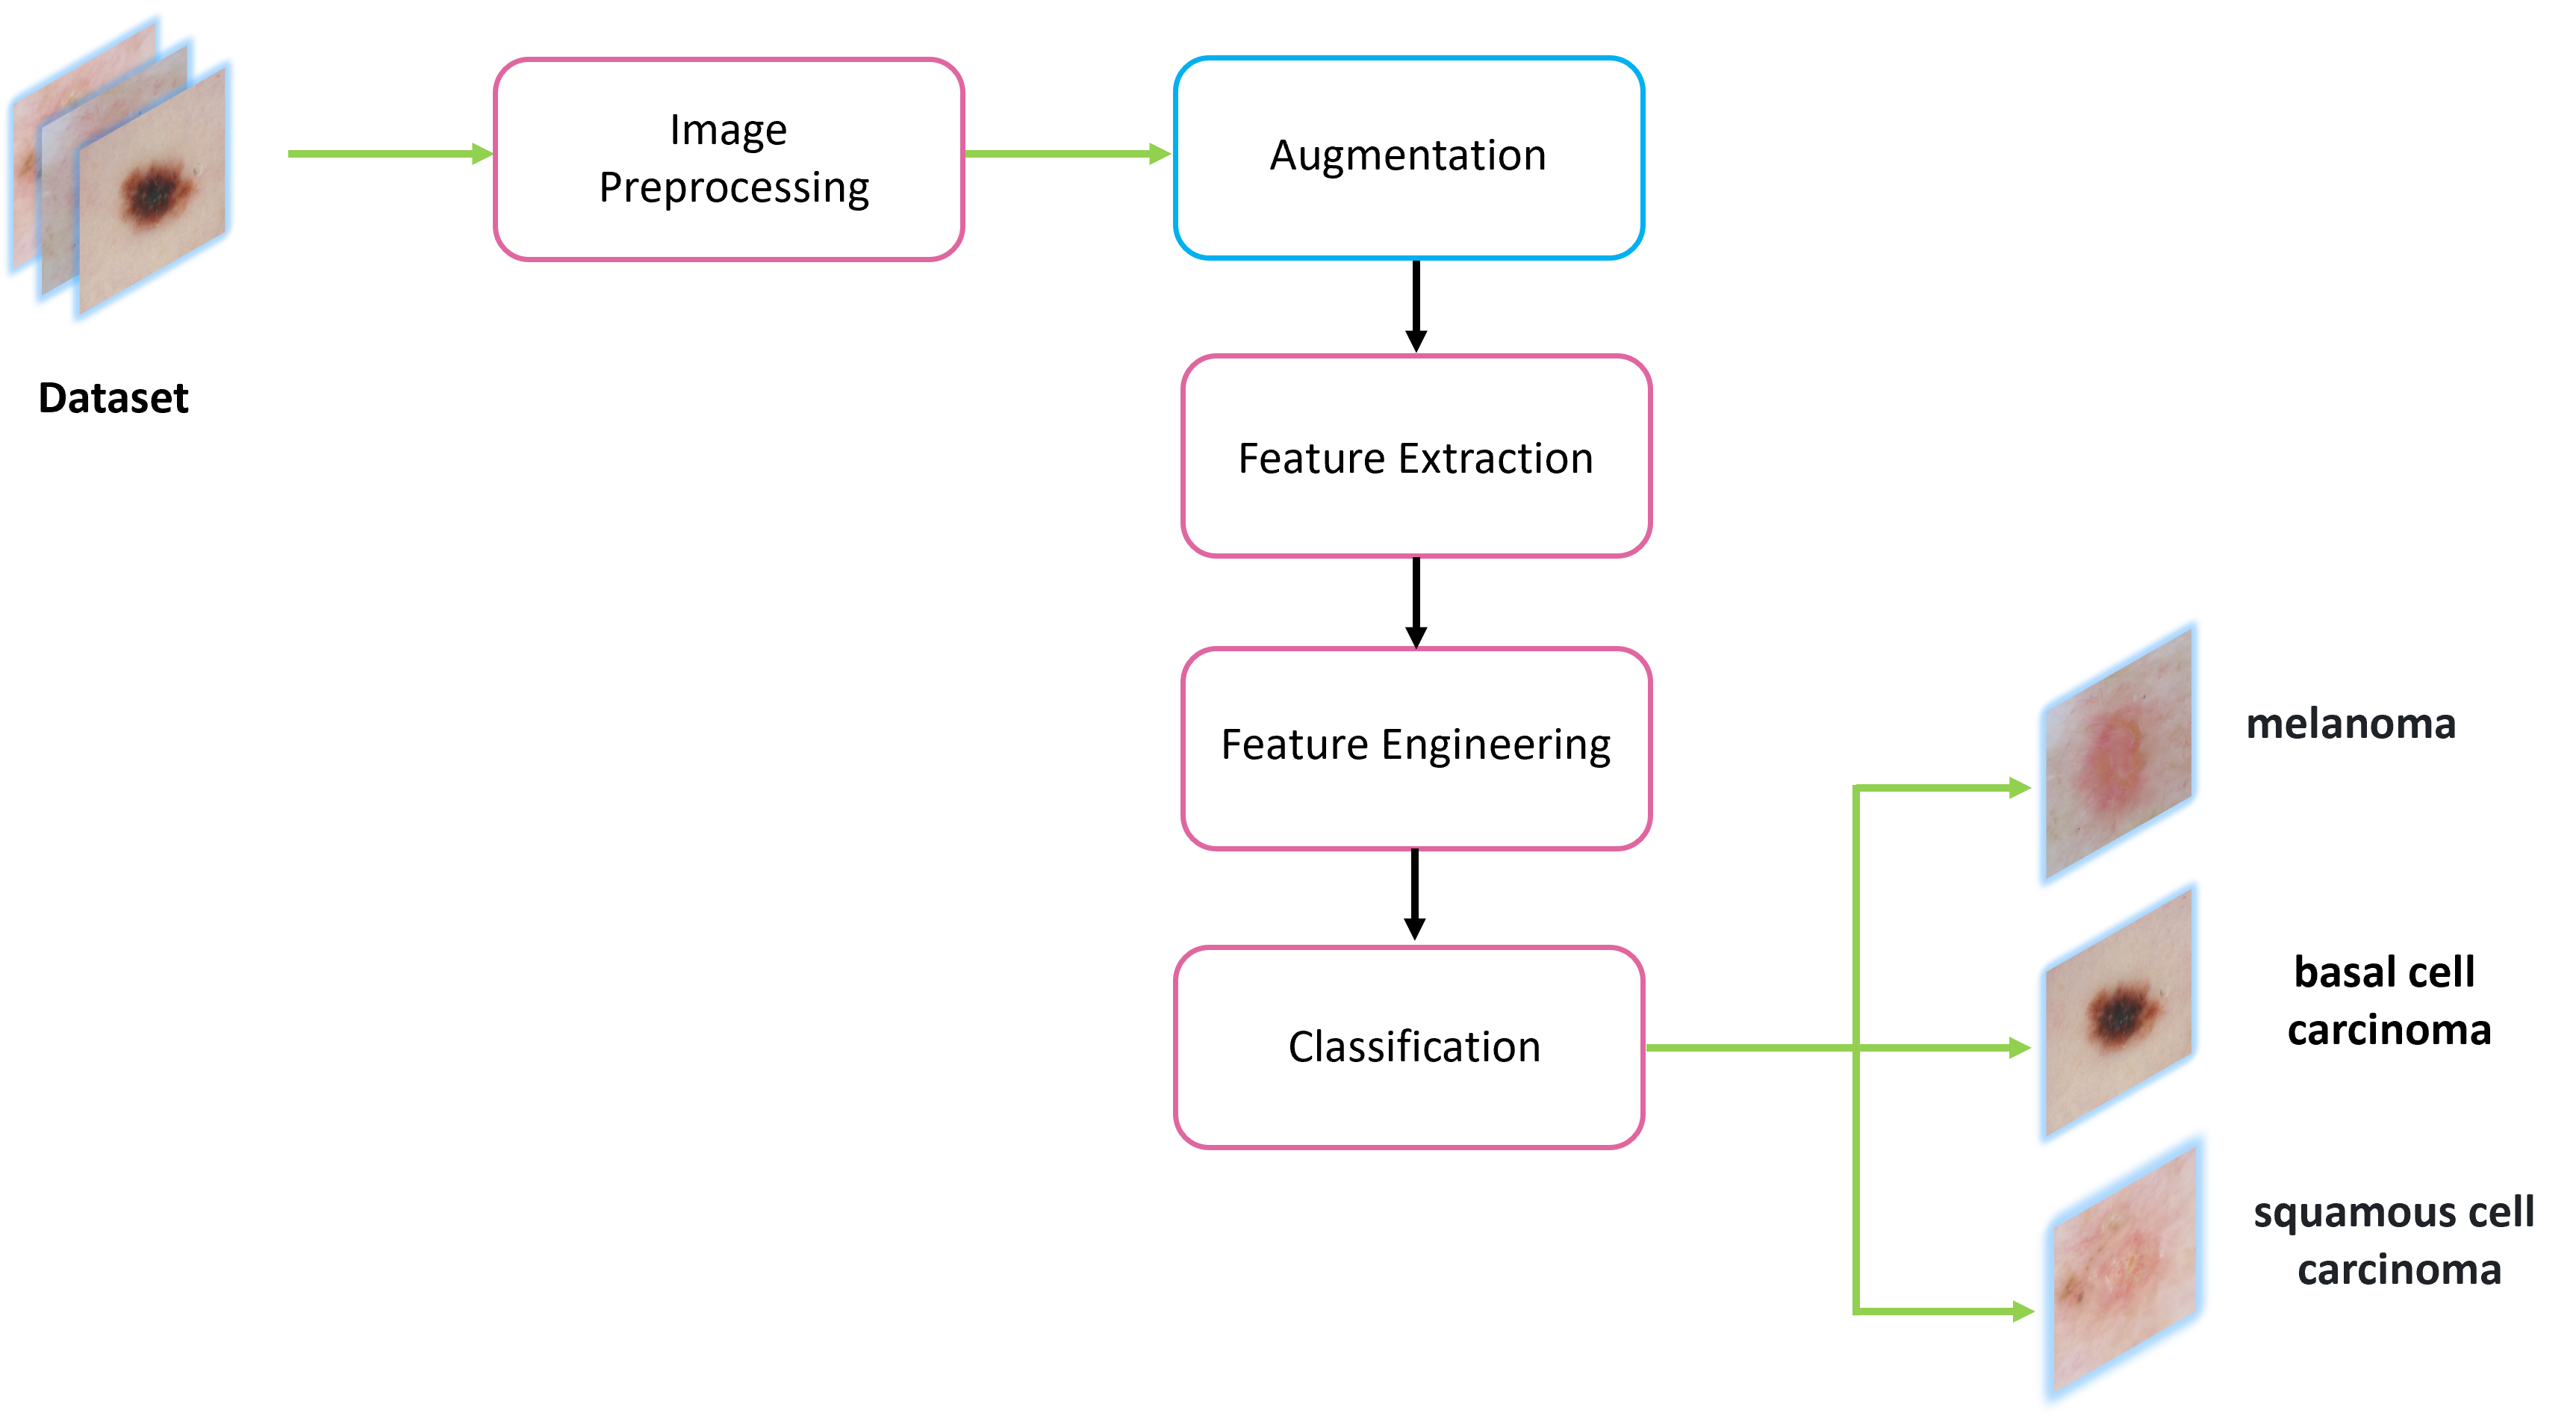 Image
Preprocessing
Augmentation
Dataset
Feature Extraction
Feature Engineering
Classification
melanoma
basal cell
carcinoma
squamous cell
carcinoma